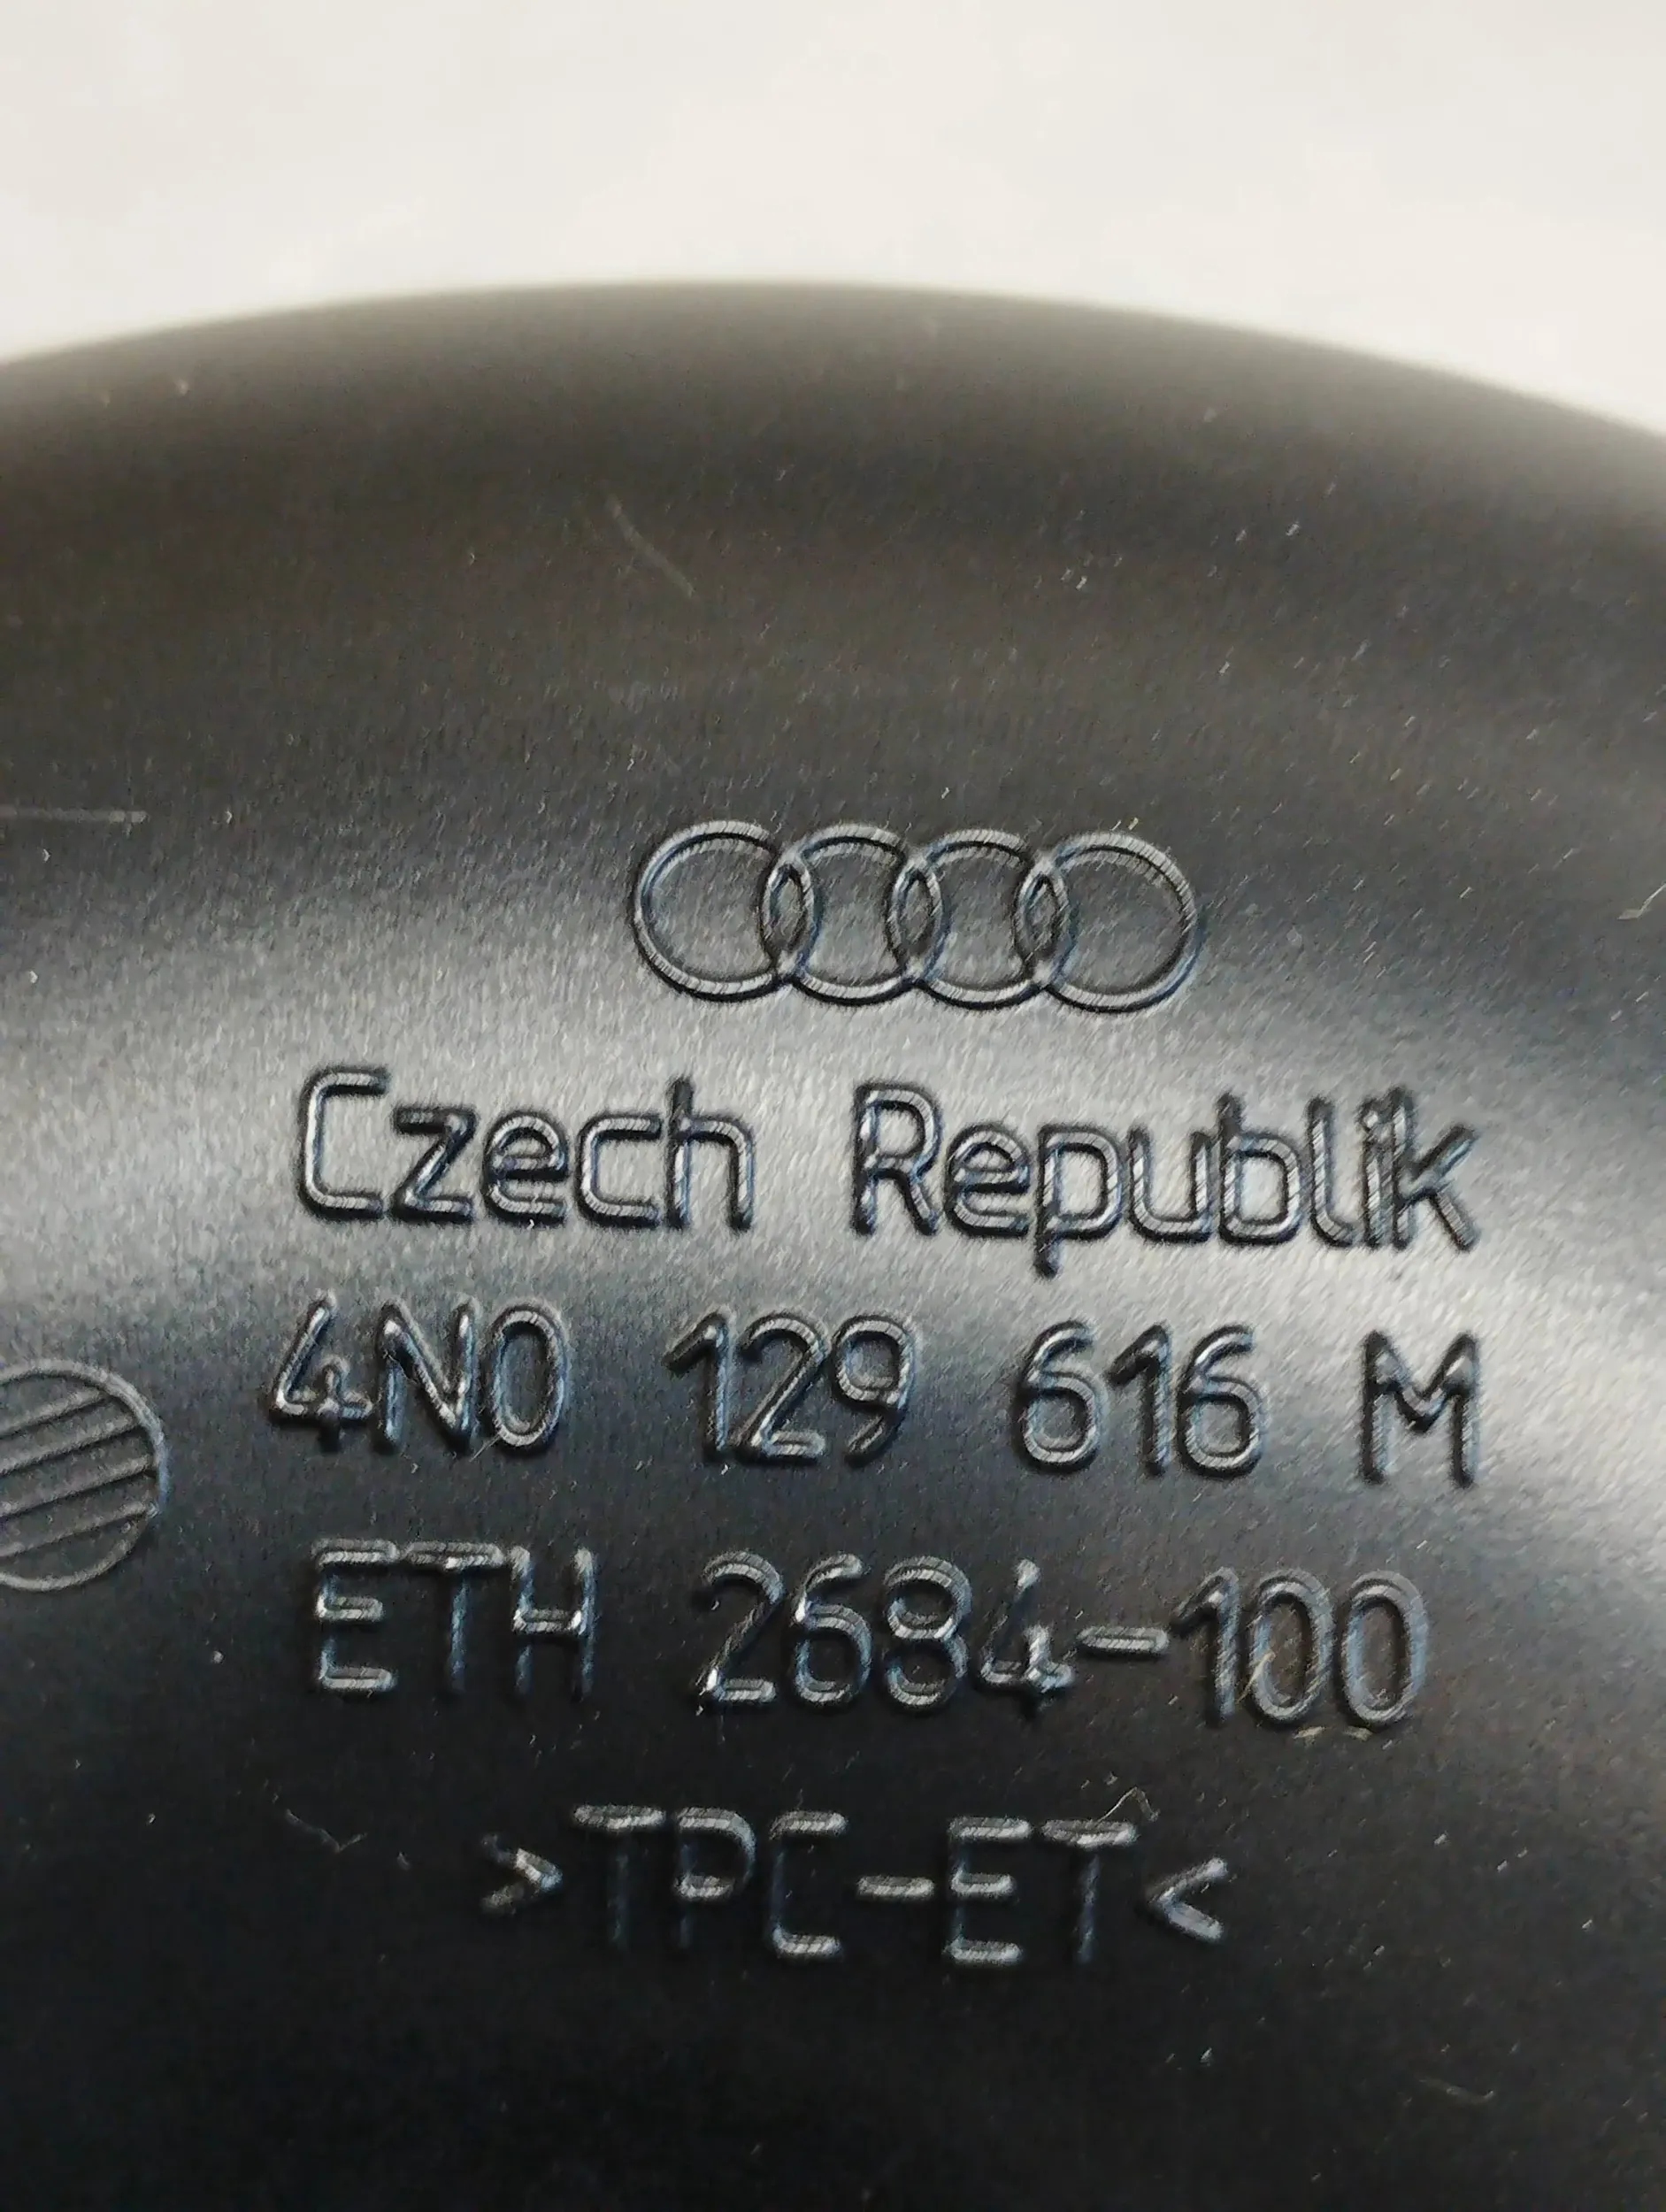 Czech Republik
4N0 129 616 M
ETH 2684-100
>TPC-ET<